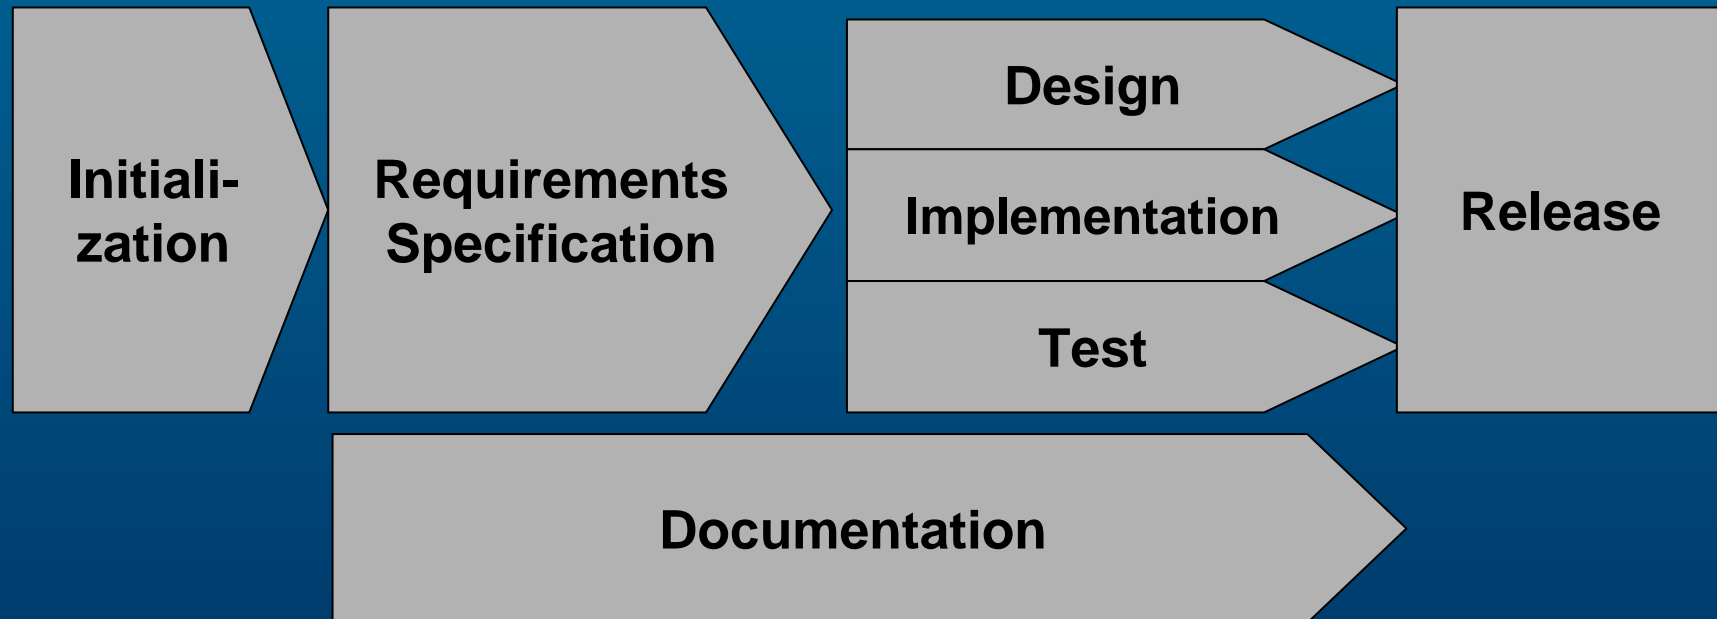 Initiali-
zation
Requirements
Specification
Design
Implementation
Test
Release
Documentation